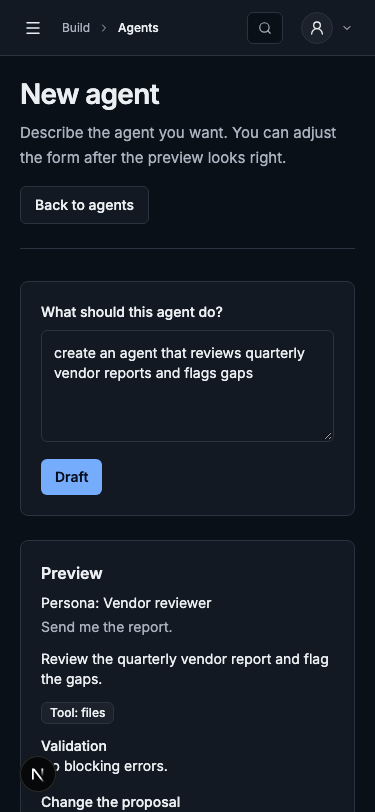 Build > Agents
New agent
Describe the agent you want. You can adjust
the form after the preview looks right.
Back to agents
What should this agent do?
create an agent that reviews quarterly
vendor reports and flags gaps
Draft
Preview
Persona: Vendor reviewer
Send me the report.
Review the quarterly vendor report and flag
the gaps.
Tool: files
Validation
blocking errors.
N
Change the proposal